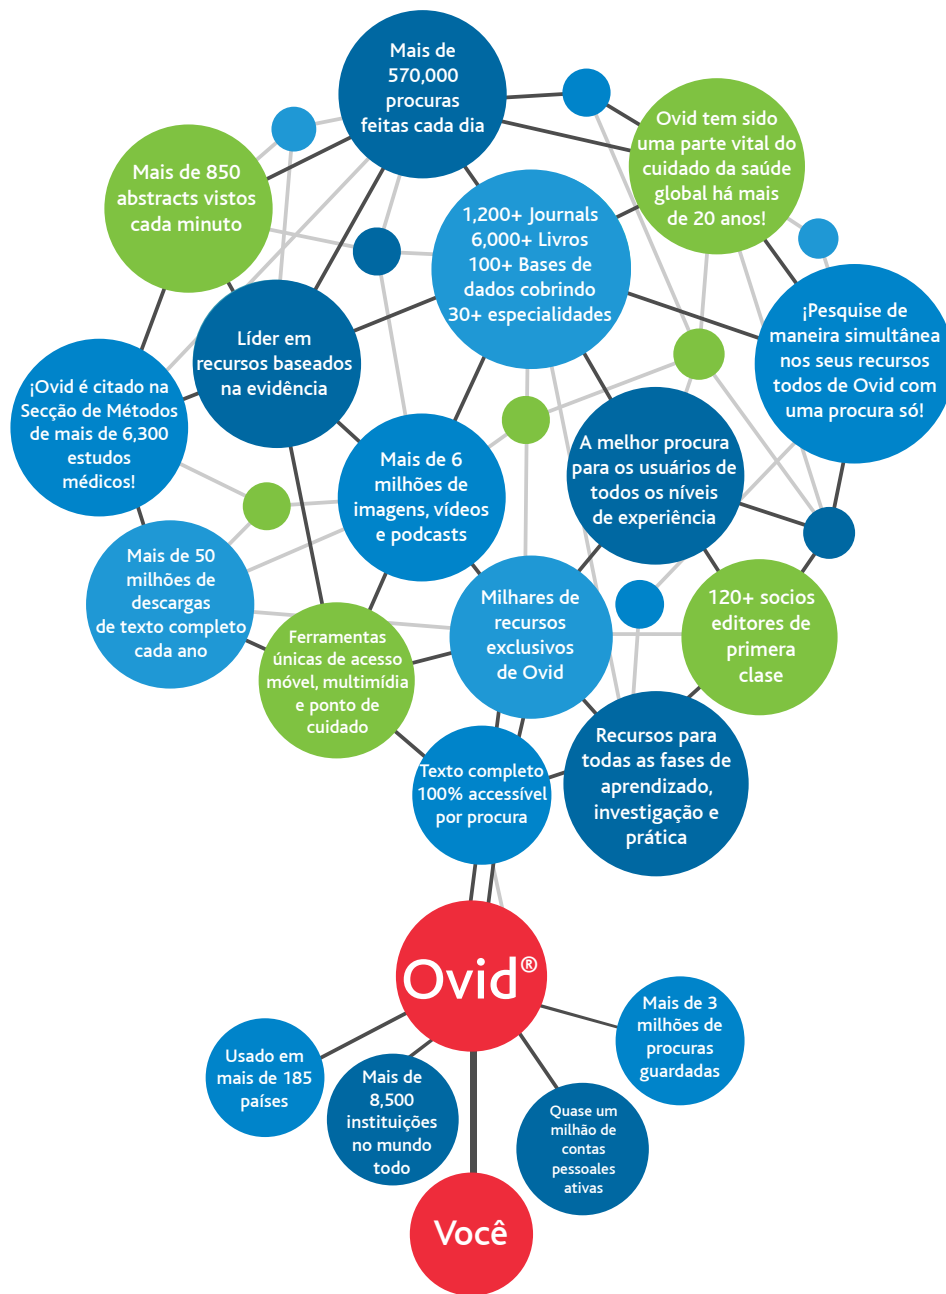 Mais de
570,000
procuras
feitas cada dia
Ovid tem sido
uma parte vital do
cuidado da saúde
global há mais
de 20 anos!
Mais de 850
abstracts vistos
cada minuto
1,200+ Journals
6,000+ Livros
100+ Bases de
dados cobrindo
30+ especialidades
¡Pesquise de
maneira simultânea
nos seus recursos
todos de Ovid com
uma procura só!
Líder em
recursos baseados
na evidência
¡Ovid é citado na
Secção de Métodos
de mais de 6,300
estudos
médicos!
A melhor procura
para os usuários de
todos os níveis
de experiência
Mais de 6
milhões de
imagens, vídeos
e podcasts
Mais de 50
milhões de
descargas
de texto completo
cada ano
Milhares de
recursos
exclusivos
de Ovid
120+ socios
editores de
primera
clase
Ferramentas
únicas de acesso
móvel, multimídia
e ponto de
cuidado
Recursos para
todas as fases de
aprendizado,
investigação e
prática
Texto completo
100% accessível
por procura
Ovid®
Mais de 3
milhões de
procuras
guardadas
Usado em
mais de 185
países
Mais de
8,500
instituições
no mundo
todo
Quase um
milhão de
contas
pessoales
ativas
Você